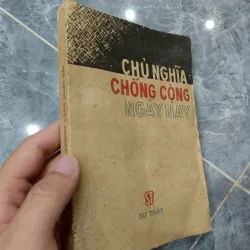 CHỦ NGHĨA
CHỐNG CỘNG
NGÀY NAY
ST
SỰ THẬT